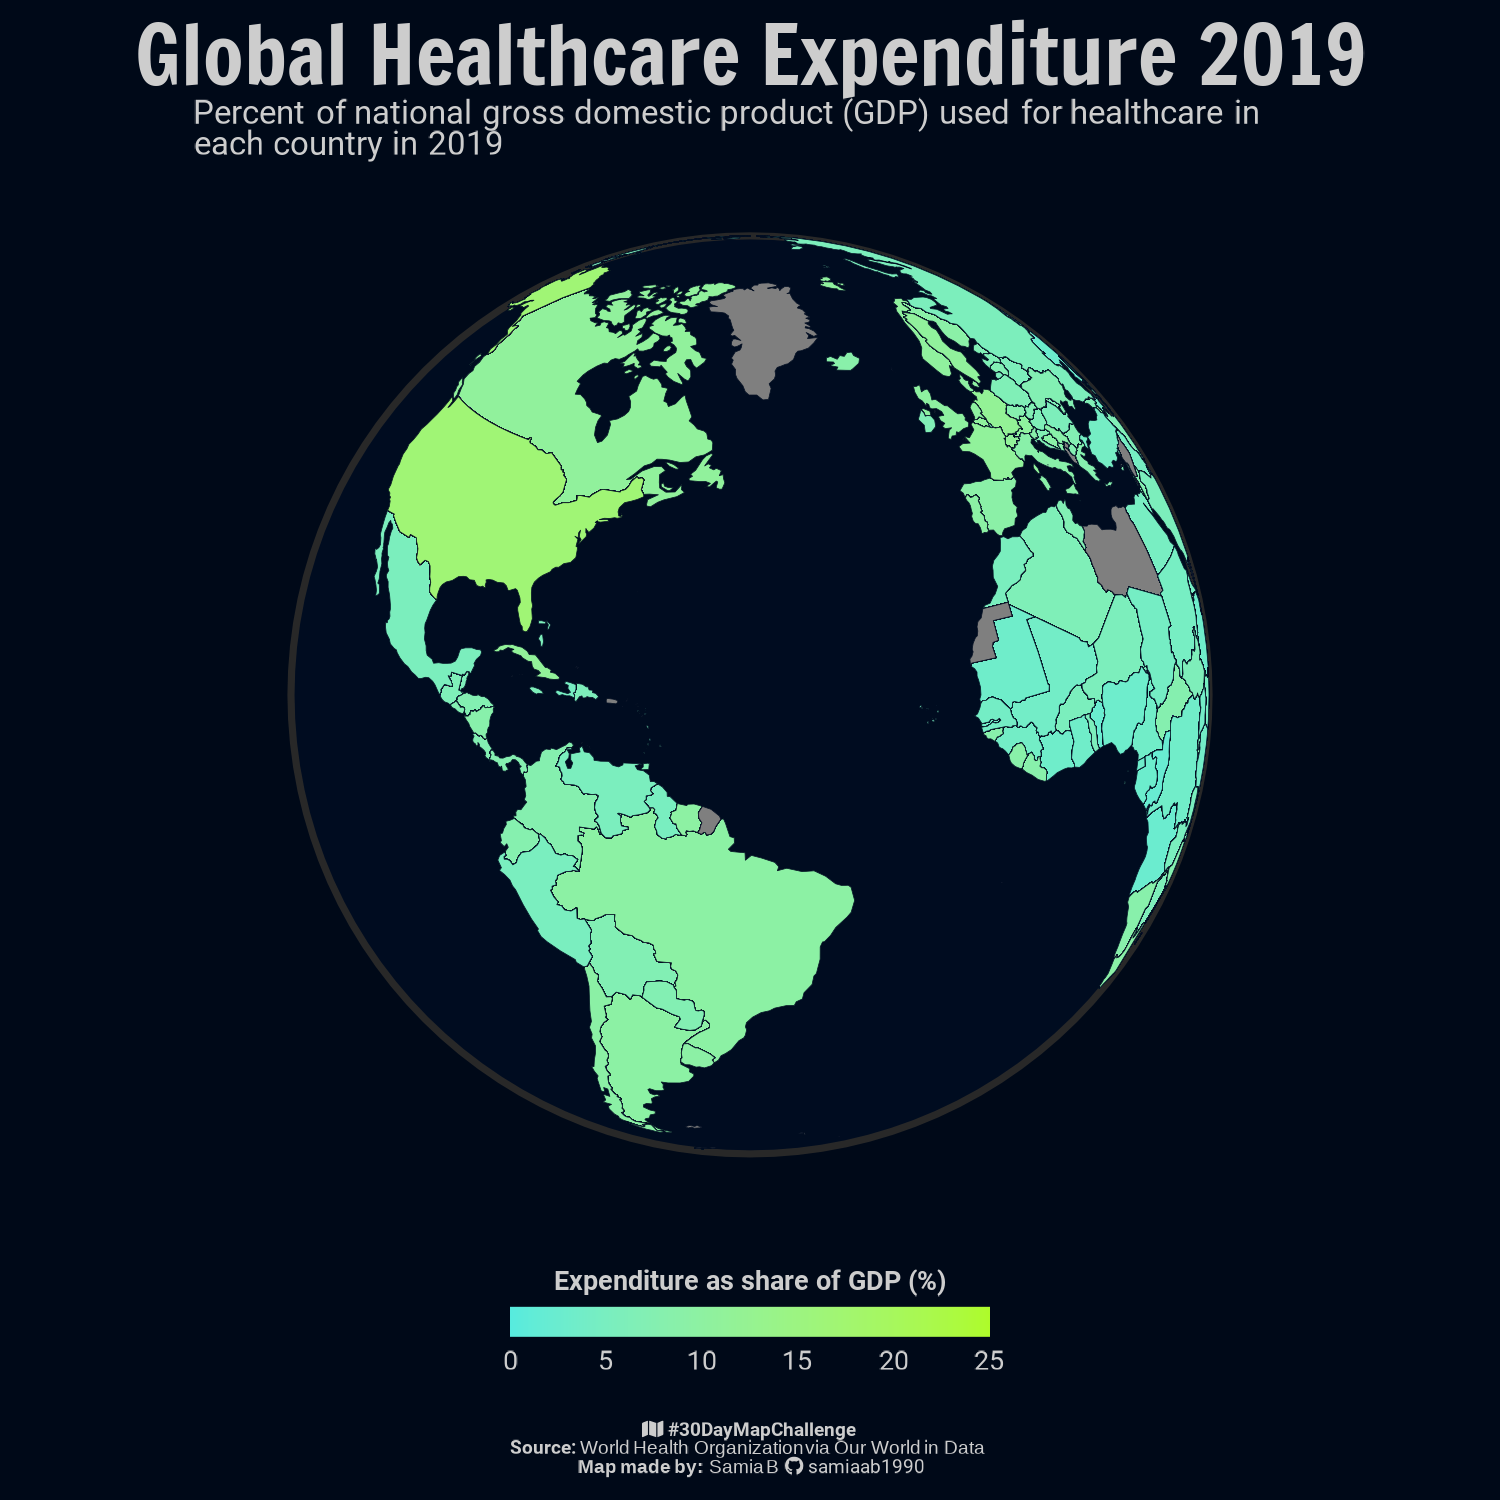 Global Healthcare Expenditure 2019
Percent of national gross domestic product (GDP) used for healthcare in
each country in 2019
Expenditure as share of GDP (%)
0 5 10 15 20 25
#30DayMapChallenge
Source: World Health Organization via Our World in Data
Map made by: Samia B samiaab1990